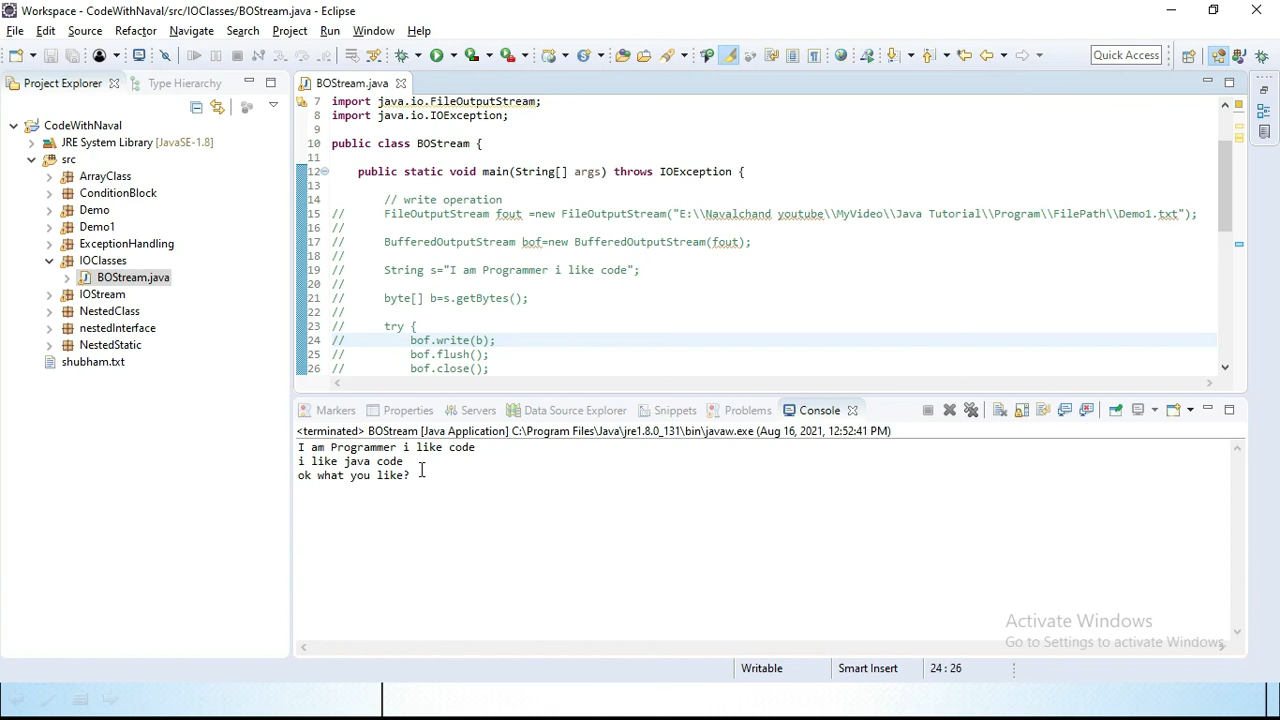 Workspace - CodeWithNaval/src/IOClasses/BOStream.java - Eclipse
File Edit Source Refactor Navigate Search Project Run Window Help
Quick Access
Project Explorer Type Hierarchy
CodeWithNaval
JRE System Library [JavaSE-1.8]
src
ArrayClass
ConditionBlock
Demo
Demo1
ExceptionHandling
IOClasses
BOStream.java
IOStream
NestedClass
nestedInterface
NestedStatic
shubham.txt
BOStream.java
7 import java.io.FileOutputStream;
8 import java.io.IOException;
9
10 public class BOStream {
11
12 public static void main(String[] args) throws IOException {
13
14 // write operation
15 // FileOutputStream fout =new FileOutputStream("E:\\Navalchand youtube\\MyVideo\\Java Tutorial\\Program\\FilePath\\Demo1.txt");
16 //
17 // BufferedOutputStream bof=new BufferedOutputStream(fout);
18 //
19 // String s="I am Programmer i like code";
20 //
21 // byte[] b=s.getBytes();
22 //
23 // try {
24 // bof.write(b);
25 // bof.flush();
26 // bof.close();
Markers Properties Servers Data Source Explorer Snippets Problems Console
<terminated> BOStream [Java Application] C:\Program Files\Java\jre1.8.0_131\bin\javaw.exe (Aug 16, 2021, 12:52:41 PM)
I am Programmer i like code
i like java code
ok what you like?
Activate Windows
Go to Settings to activate Windows.
Writable Smart Insert 24 : 26